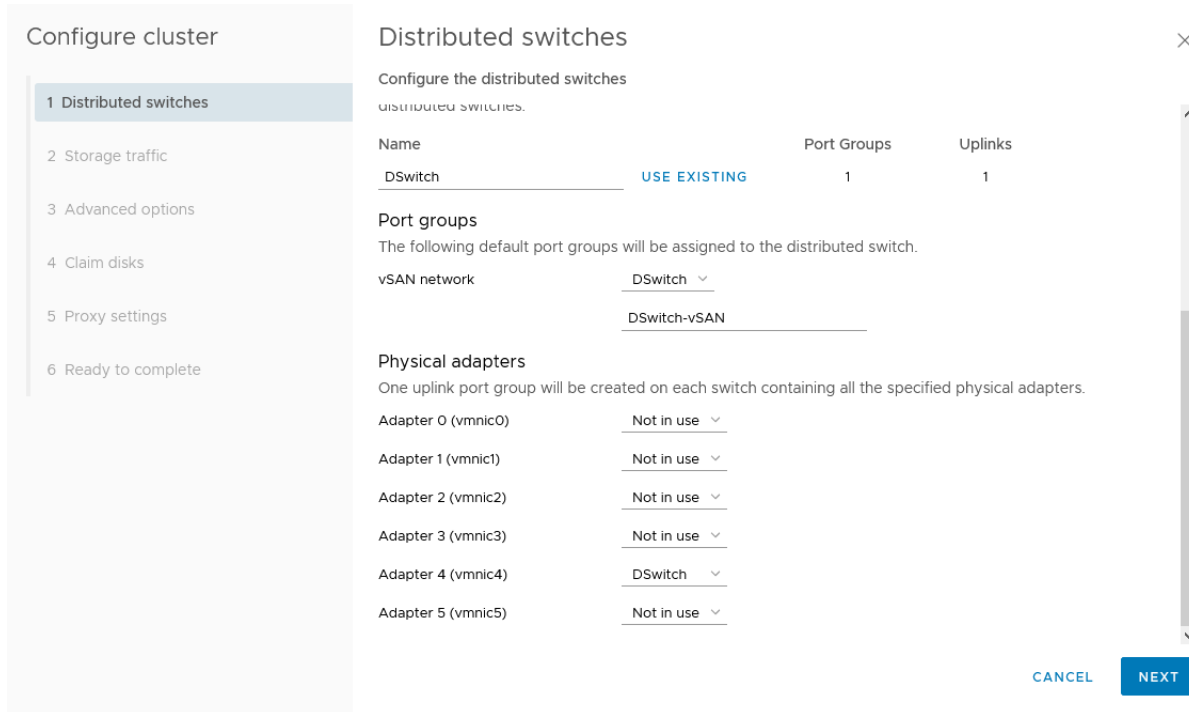 Configure cluster
1 Distributed switches
2 Storage traffic
3 Advanced options
4 Claim disks
5 Proxy settings
6 Ready to complete
Distributed switches
Configure the distributed switches
distributed switches.
Name Port Groups Uplinks
DSwitch USE EXISTING 1 1
Port groups
The following default port groups will be assigned to the distributed switch.
vSAN network DSwitch
DSwitch-vSAN
Physical adapters
One uplink port group will be created on each switch containing all the specified physical adapters.
Adapter 0 (vmnic0) Not in use
Adapter 1 (vmnic1) Not in use
Adapter 2 (vmnic2) Not in use
Adapter 3 (vmnic3) Not in use
Adapter 4 (vmnic4) DSwitch
Adapter 5 (vmnic5) Not in use
CANCEL NEXT